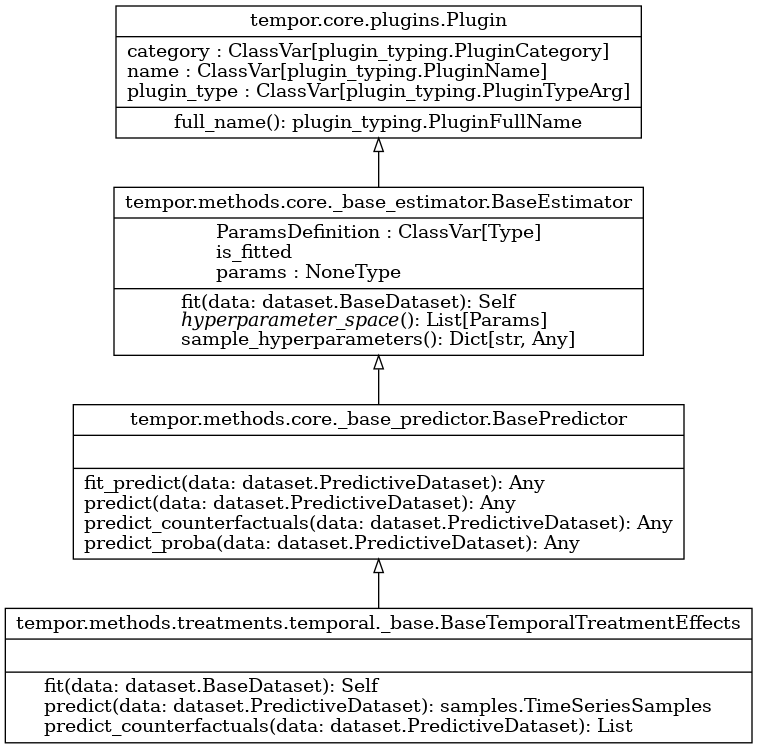 tempor.core.plugins.Plugin
category : ClassVar[plugin_typing.PluginCategory]
name : ClassVar[plugin_typing.PluginName]
plugin_type : ClassVar[plugin_typing.PluginTypeArg]
full_name(): plugin_typing.PluginFullName
tempor.methods.core._base_estimator.BaseEstimator
ParamsDefinition : ClassVar[Type]
is_fitted
params : NoneType
fit(data: dataset.BaseDataset): Self
hyperparameter_space(): List[Params]
sample_hyperparameters(): Dict[str, Any]
tempor.methods.core._base_predictor.BasePredictor
fit_predict(data: dataset.PredictiveDataset): Any
predict(data: dataset.PredictiveDataset): Any
predict_counterfactuals(data: dataset.PredictiveDataset): Any
predict_proba(data: dataset.PredictiveDataset): Any
tempor.methods.treatments.temporal._base.BaseTemporalTreatmentEffects
fit(data: dataset.BaseDataset): Self
predict(data: dataset.PredictiveDataset): samples.TimeSeriesSamples
predict_counterfactuals(data: dataset.PredictiveDataset): List